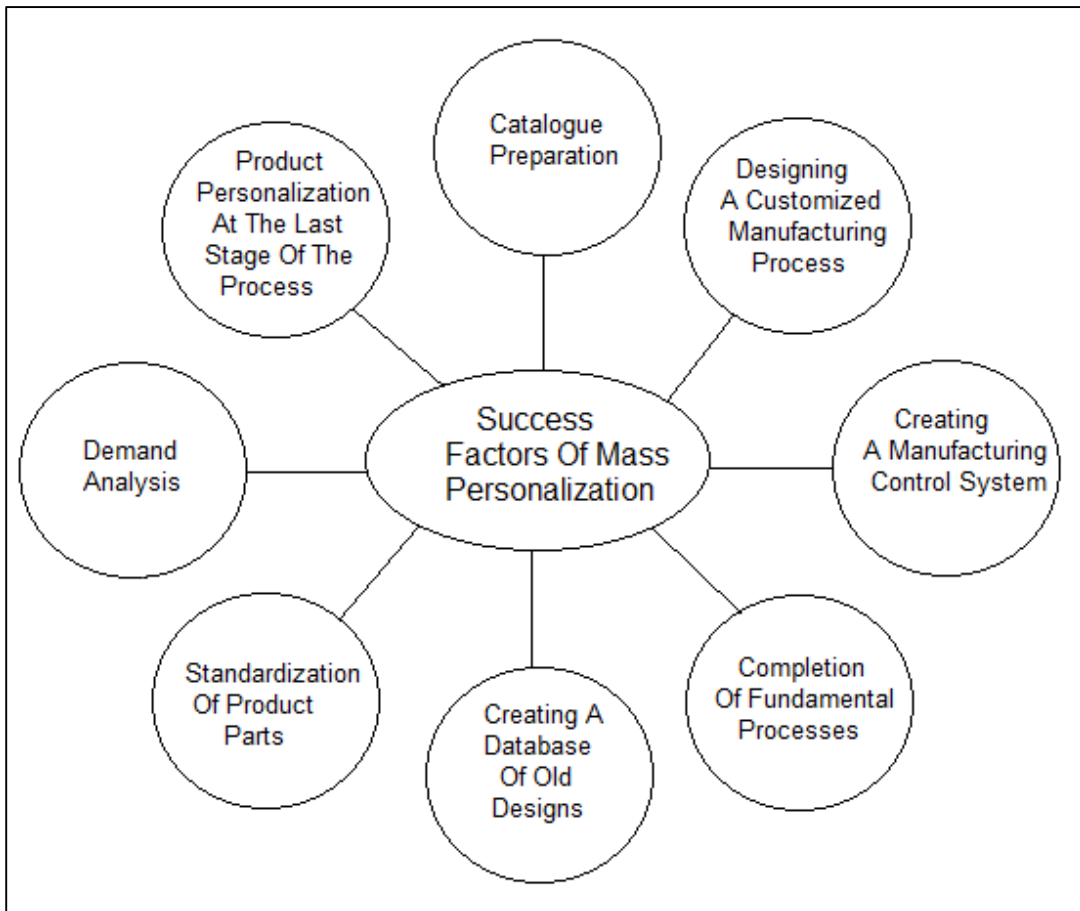 Catalogue
Preparation
Product
Personalization
At The Last
Stage Of The
Process
Designing
A Customized
Manufacturing
Process
Demand
Analysis
Success
Factors Of Mass
Personalization
Creating
A Manufacturing
Control System
Standardization
Of Product
Parts
Creating A
Database
Of Old
Designs
Completion
Of Fundamental
Processes